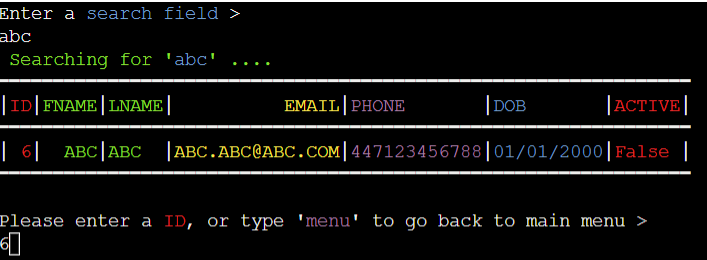 Enter a search field >
abc
Searching for 'abc' ....
|ID|FNAME|LNAME| EMAIL|PHONE |DOB |ACTIVE|
| 6| ABC|ABC |ABC.ABC@ABC.COM|447123456788|01/01/2000|False |
Please enter a ID, or type 'menu' to go back to main menu >
6